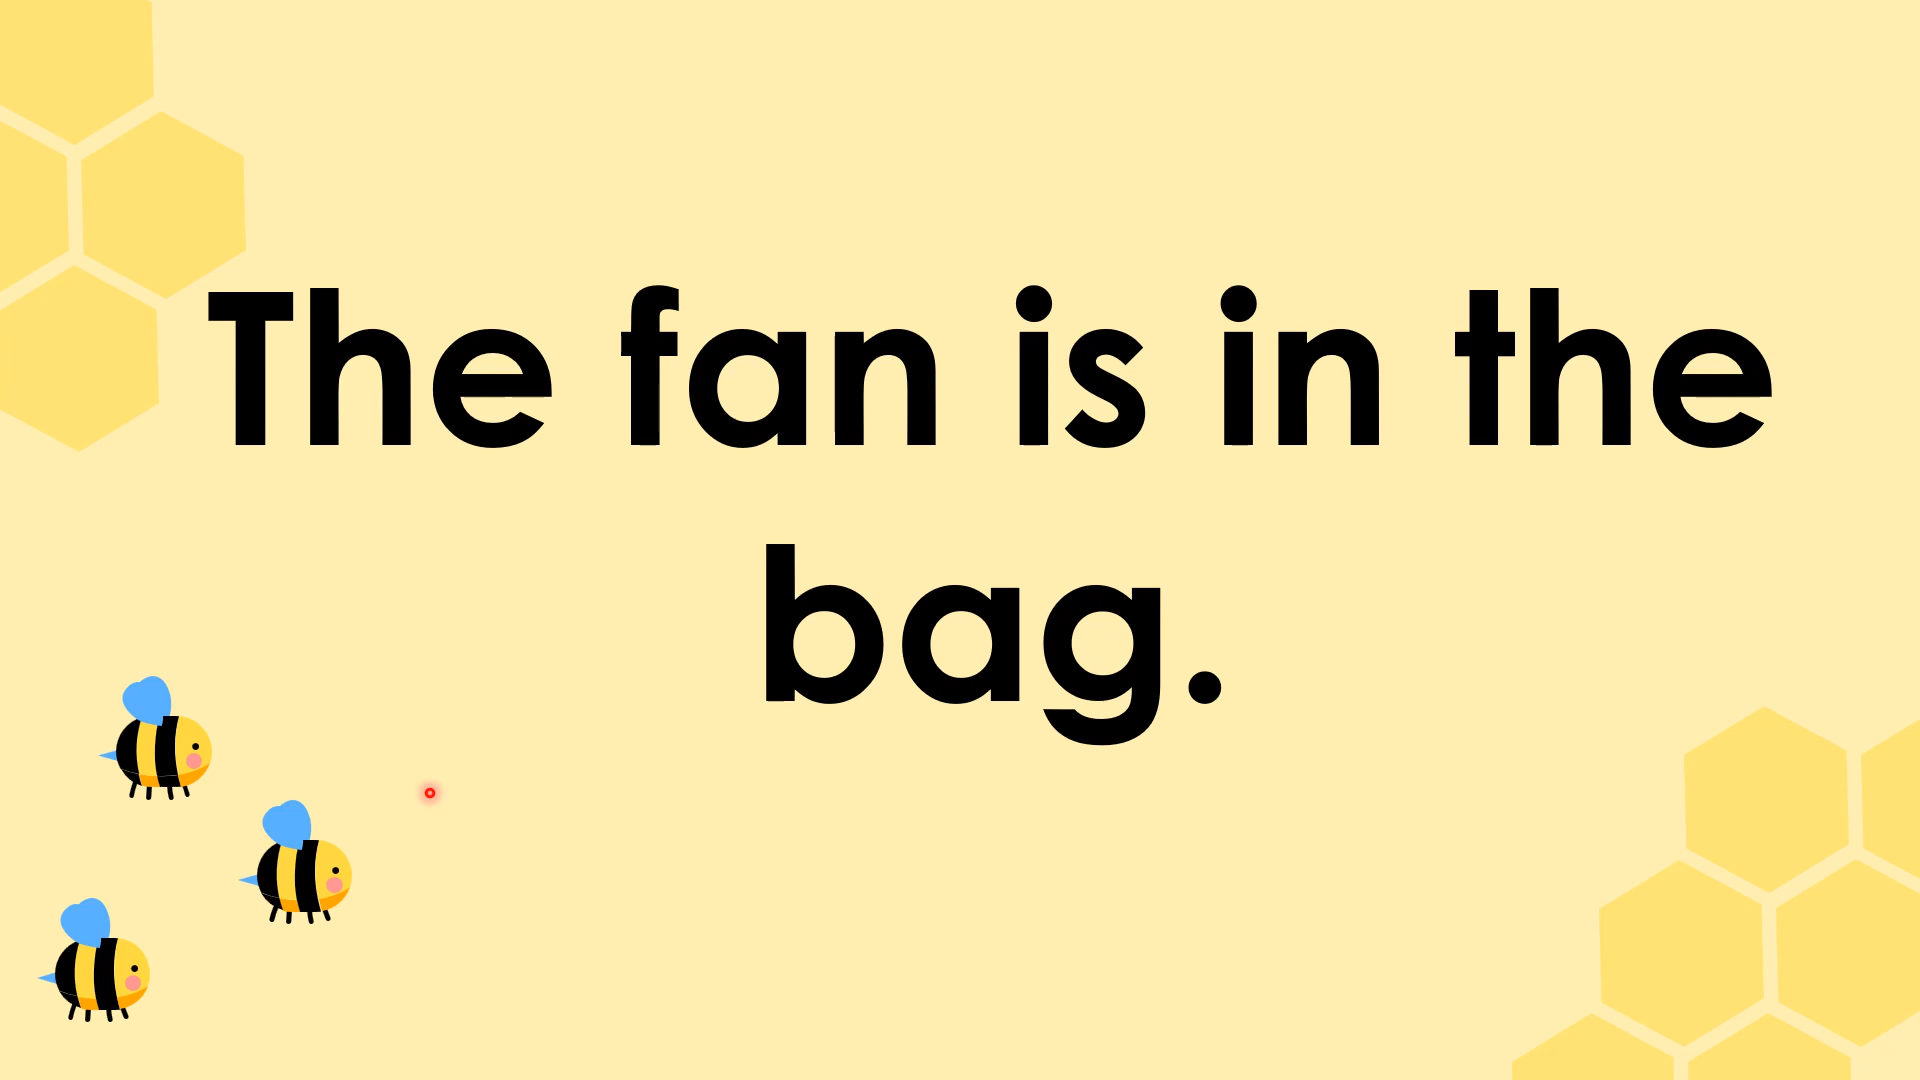 The fan is in the
bag.